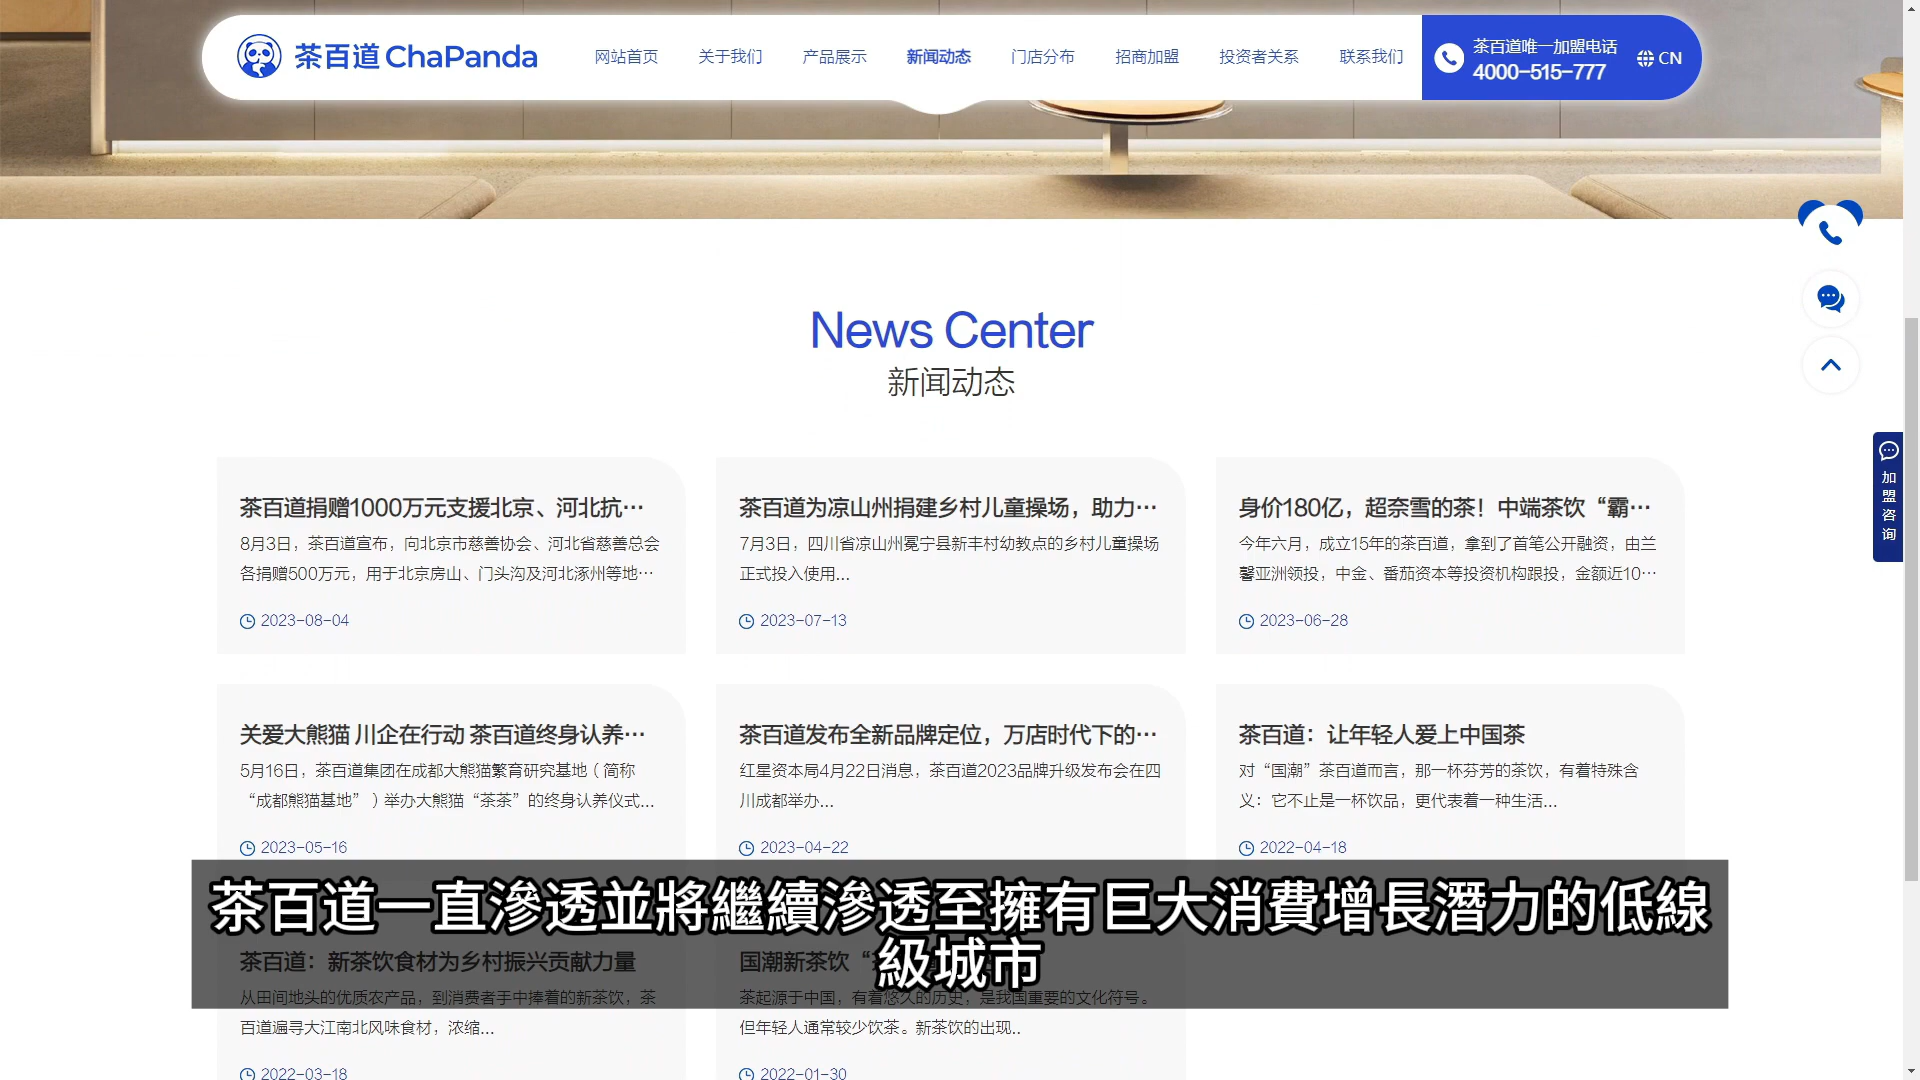 茶百道 ChaPanda
网站首页
关于我们
产品展示
新闻动态
门店分布
招商加盟
投资者关系
联系我们
茶百道唯一加盟电话
4000-515-777
CN
News Center
新闻动态
加盟咨询
茶百道捐赠1000万元支援北京、河北抗…
8月3日，茶百道宣布，向北京市慈善协会、河北省慈善总会
各捐赠500万元，用于北京房山、门头沟及河北涿州等地…
2023-08-04
茶百道为凉山州捐建乡村儿童操场，助力…
7月3日，四川省凉山州冕宁县新丰村幼教点的乡村儿童操场
正式投入使用...
2023-07-13
身价180亿，超奈雪的茶！中端茶饮“霸…
今年六月，成立15年的茶百道，拿到了首笔公开融资，由兰
馨亚洲领投，中金、番茄资本等投资机构跟投，金额近10…
2023-06-28
关爱大熊猫 川企在行动 茶百道终身认养…
5月16日，茶百道集团在成都大熊猫繁育研究基地（简称
“成都熊猫基地”）举办大熊猫“茶茶”的终身认养仪式...
2023-05-16
茶百道发布全新品牌定位，万店时代下的…
红星资本局4月22日消息，茶百道2023品牌升级发布会在四
川成都举办...
2023-04-22
茶百道：让年轻人爱上中国茶
对“国潮”茶百道而言，那一杯芬芳的茶饮，有着特殊含
义：它不止是一杯饮品，更代表着一种生活...
2022-04-18
茶百道一直滲透並將繼續滲透至擁有巨大消費增長潛力的低線
級城市
茶百道：新茶饮食材为乡村振兴贡献力量
从田间地头的优质农产品，到消费者手中捧着的新茶饮，茶
百道遍寻大江南北风味食材，浓缩...
2022-03-18
国潮新茶饮“
茶起源于中国，有着悠久的历史，是我国重要的文化符号。
但年轻人通常较少饮茶。新茶饮的出现..
2022-01-30